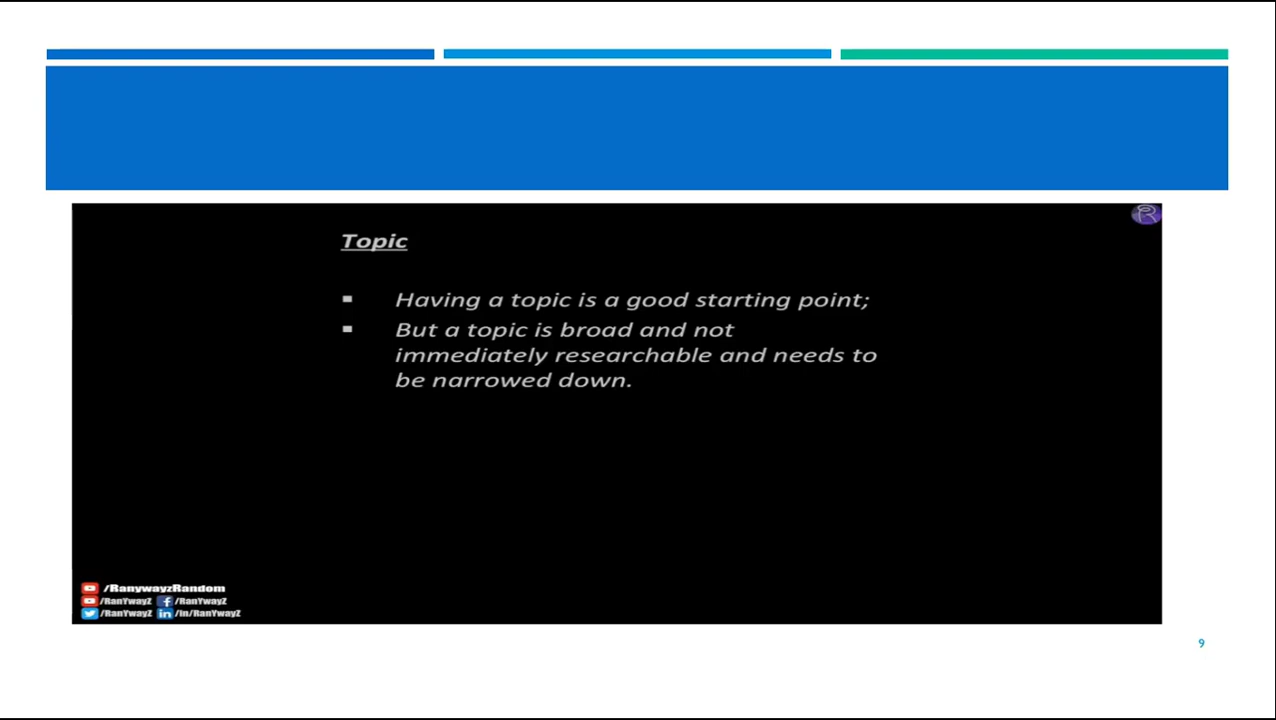 Topic
▪ Having a topic is a good starting point;
▪ But a topic is broad and not
immediately researchable and needs to
be narrowed down.
/RanywayzRandom
/RanYwayZ /RanYwayZ
/RanYwayZ /in/RanYwayZ
9